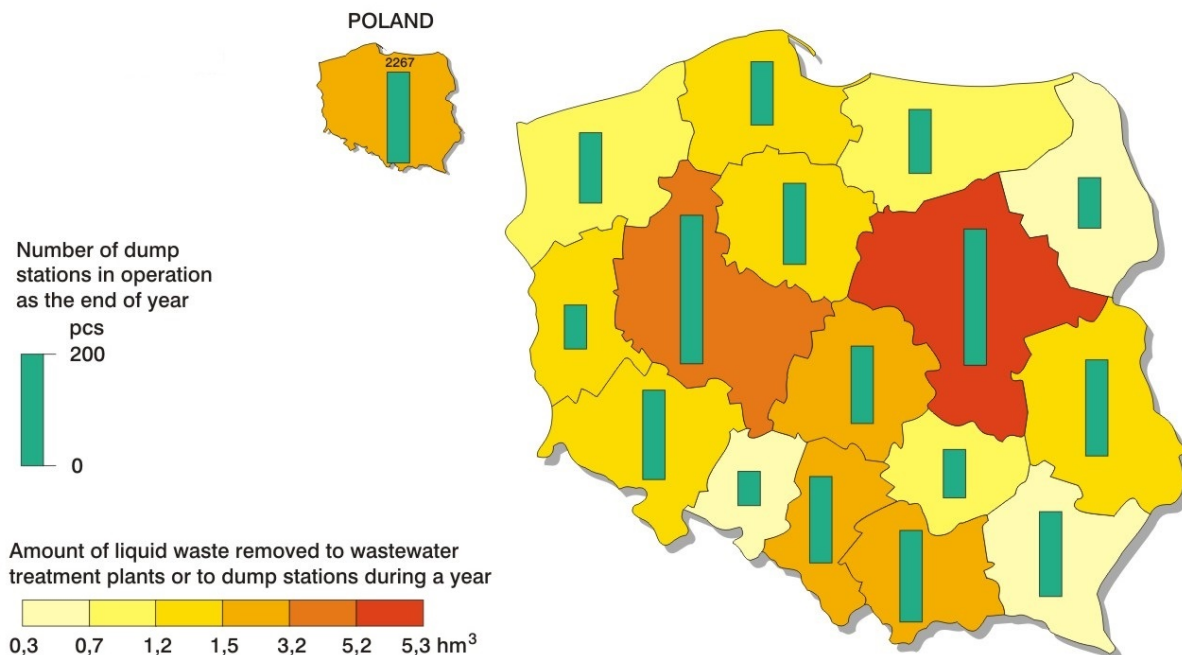 POLAND
2267
Number of dump
stations in operation
as the end of year
pcs
200
0
Amount of liquid waste removed to wastewater
treatment plants or to dump stations during a year
0,3 0,7 1,2 1,5 3,2 5,2 5,3 hm³